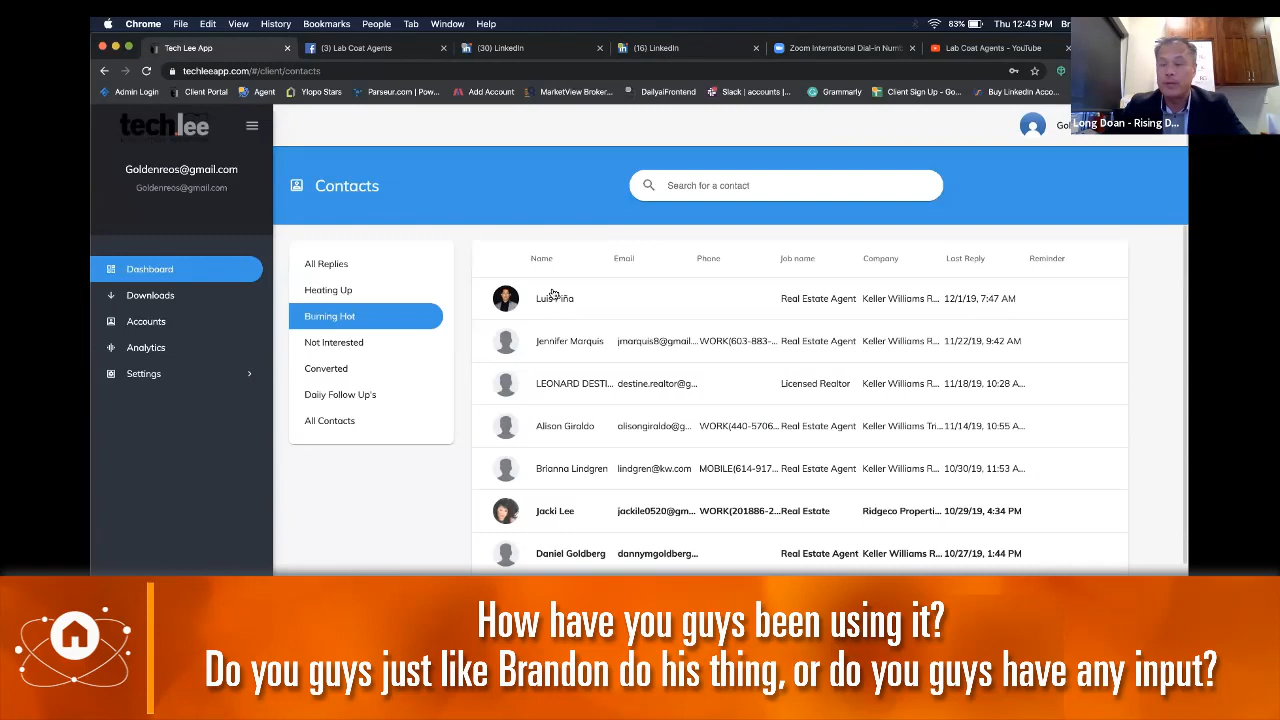 Chrome File Edit View History Bookmarks People Tab Window Help
83% Thu 12:43 PM Br
Tech Lee App
(3) Lab Coat Agents
(30) LinkedIn
(16) LinkedIn
Zoom International Dial-in Num
Lab Coat Agents - YouTube
techleeapp.com/#/client/contacts
Admin Login Client Portal Agent Ylopo Stars Parseur.com | Pow... Add Account MarketView Broker... DailyaiFrontend Slack | accounts |... Grammarly Client Sign Up - Go... Buy LinkedIn Acco...
Long Doan - Rising D...
tech.lee
Goldenreos@gmail.com
Goldenreos@gmail.com
Dashboard
Downloads
Accounts
Analytics
Settings
Contacts
Search for a contact
All Replies
Heating Up
Burning Hot
Not Interested
Converted
Daily Follow Up's
All Contacts
Name Email Phone Job name Company Last Reply Reminder
Luis Piña Real Estate Agent Keller Williams R... 12/1/19, 7:47 AM
Jennifer Marquis jmarquis8@gmail.... WORK(603-883-... Real Estate Agent Keller Williams R... 11/22/19, 9:42 AM
LEONARD DESTI... destine.realtor@g... Licensed Realtor Keller Williams R... 11/18/19, 10:28 A...
Alison Giraldo alisongiraldo@g... WORK(440-5706... Real Estate Agent Keller Williams Tri... 11/14/19, 10:55 A...
Brianna Lindgren lindgren@kw.com MOBILE(614-917... Real Estate Agent Keller Williams R... 10/30/19, 11:53 A...
Jacki Lee jackile0520@gm... WORK(201886-2... Real Estate Ridgeco Properti... 10/29/19, 4:34 PM
Daniel Goldberg dannymgoldberg... Real Estate Agent Keller Williams R... 10/27/19, 1:44 PM
How have you guys been using it?
Do you guys just like Brandon do his thing, or do you guys have any input?